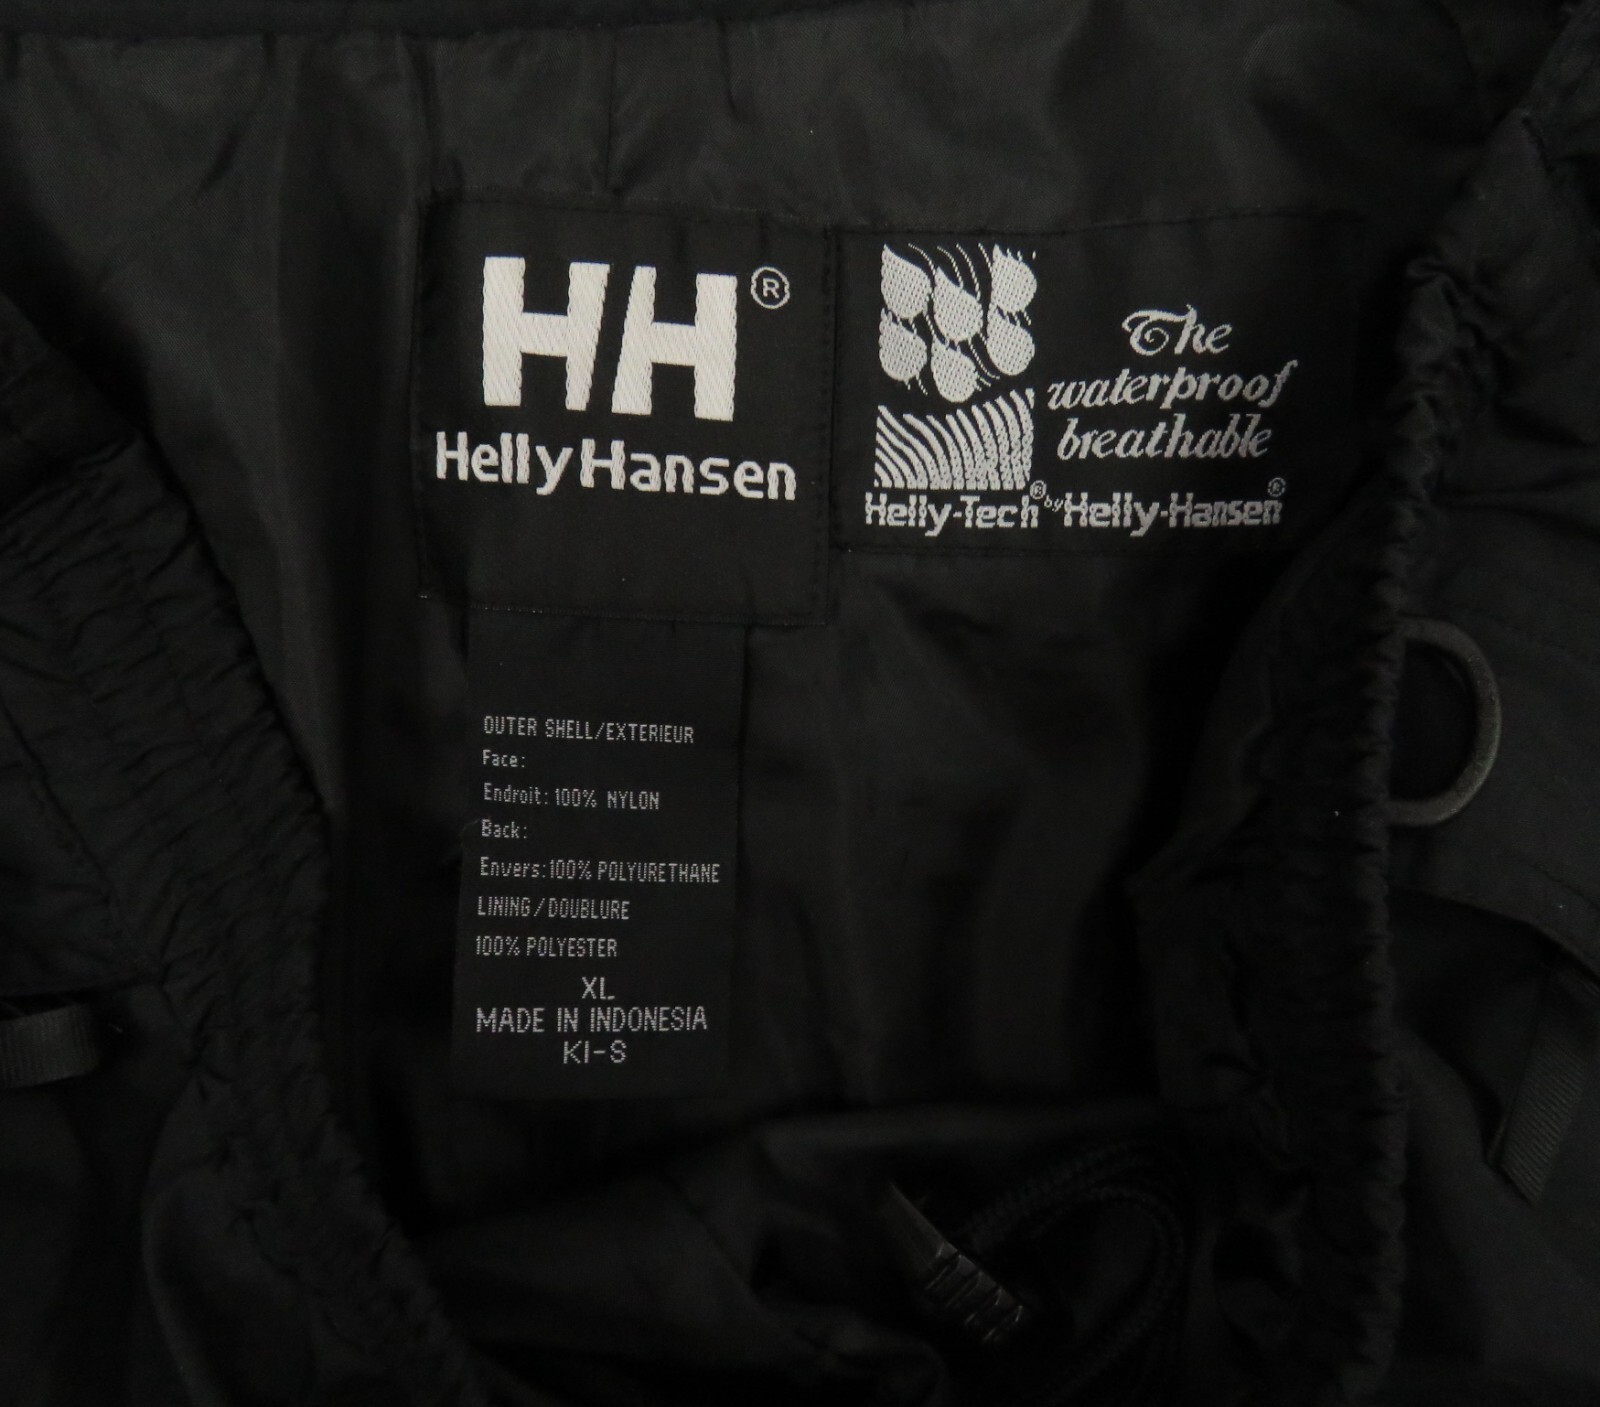 HH®
Helly Hansen
The
waterproof
breathable
Helly-Tech® by Helly-Hansen®
OUTER SHELL/EXTERIEUR
Face:
Endroit: 100% NYLON
Back:
Envers: 100% POLYURETHANE
LINING/DOUBLURE
100% POLYESTER
XL
MADE IN INDONESIA
KI-S